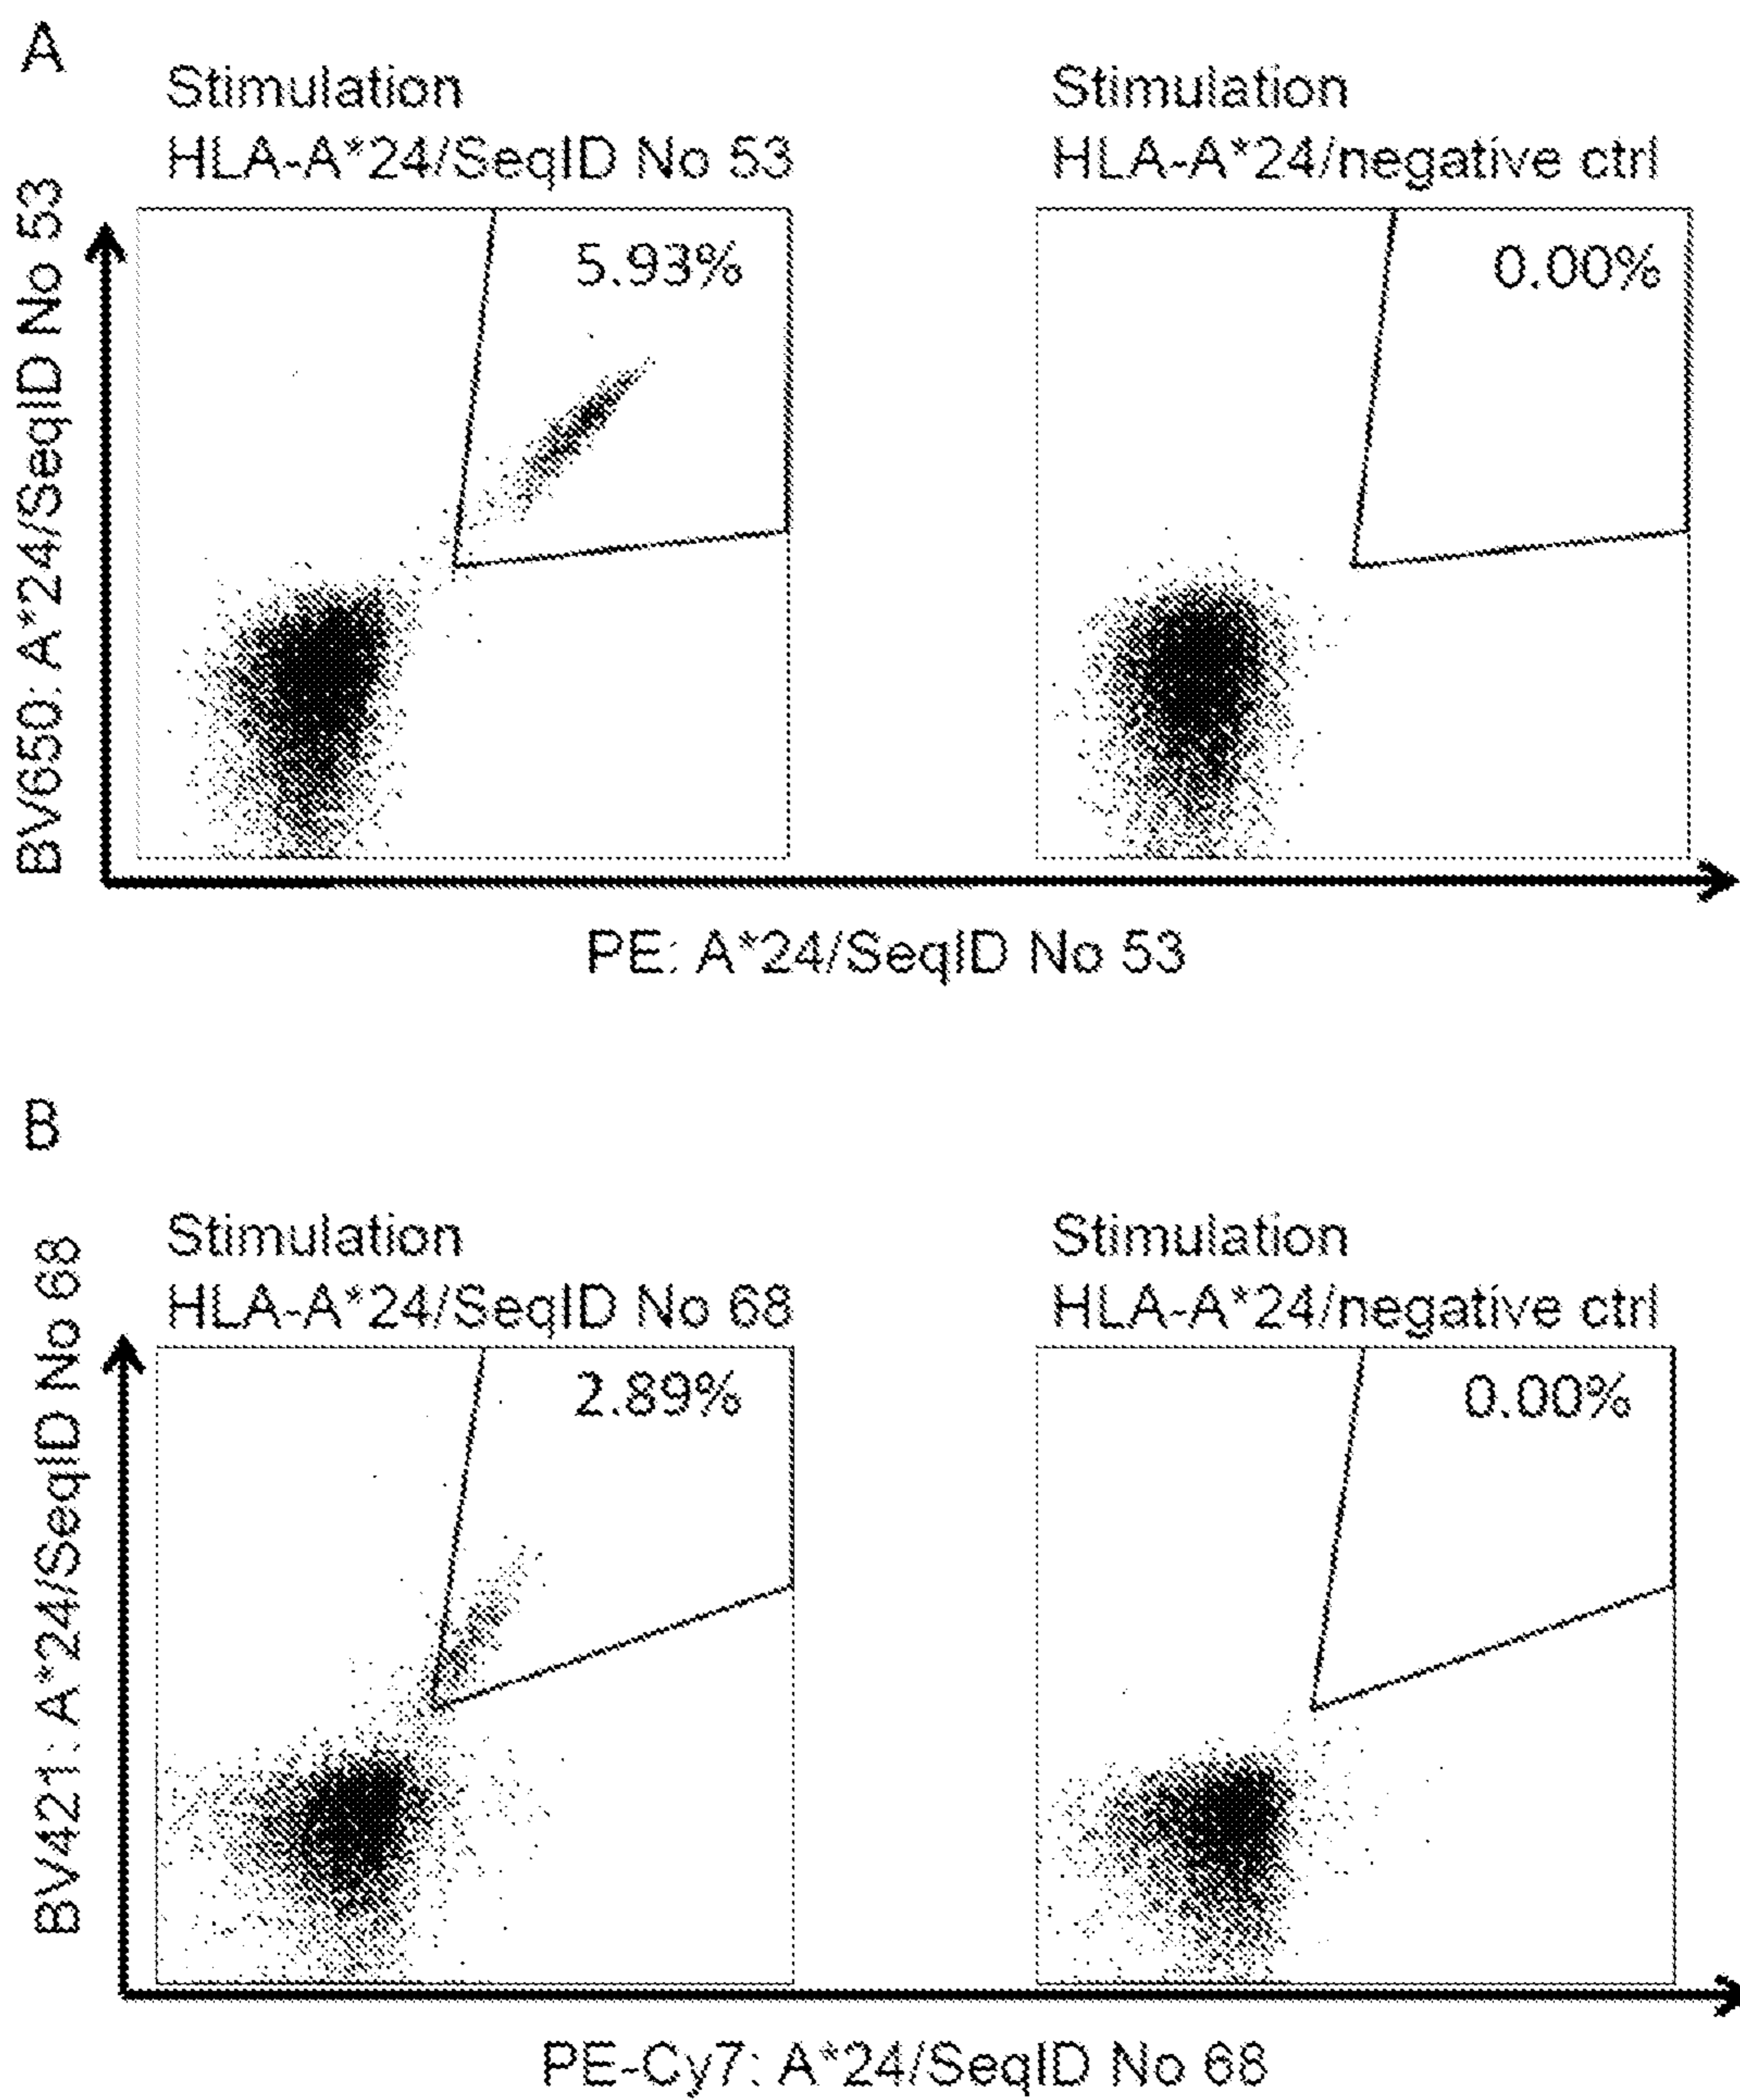 A
Stimulation
HLA-A*24/SeqID No 53
Stimulation
HLA-A*24/negative ctrl
BV650: A*24/SeqID No 53
5.93%
0.00%
PE: A*24/SeqID No 53
B
Stimulation
HLA-A*24/SeqID No 68
Stimulation
HLA-A*24/negative ctrl
BV421: A*24/SeqID No 68
2.89%
0.00%
PE-Cy7: A*24/SeqID No 68